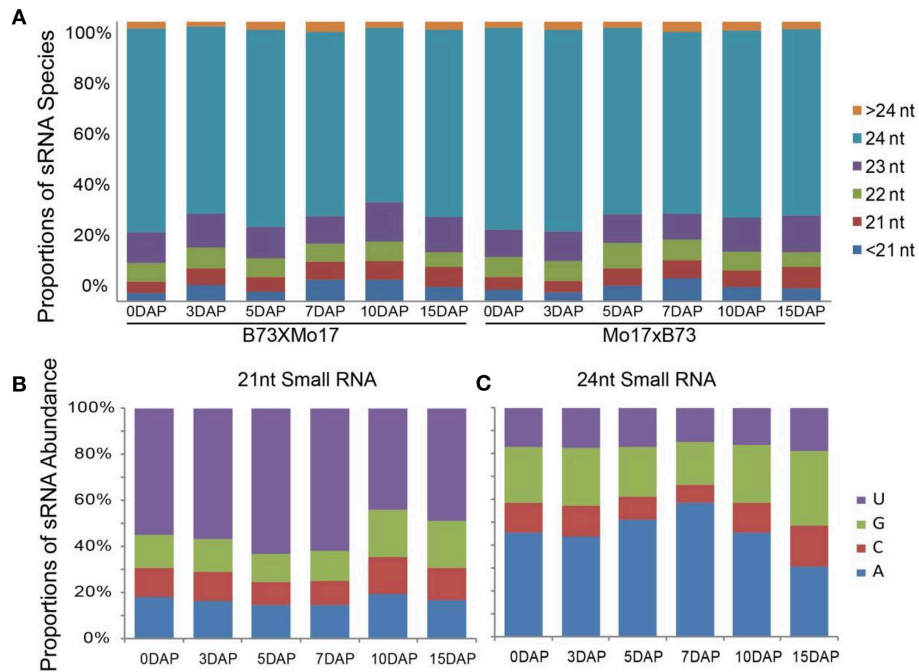 A
Proportions of sRNA Species
100%
80%
60%
40%
20%
0%
0DAP 3DAP 5DAP 7DAP 10DAP 15DAP 0DAP 3DAP 5DAP 7DAP 10DAP 15DAP
B73XMo17 Mo17xB73
>24 nt
24 nt
23 nt
22 nt
21 nt
<21 nt
B 21nt Small RNA
Proportions of sRNA Abundance
100%
80%
60%
40%
20%
0%
0DAP 3DAP 5DAP 7DAP 10DAP 15DAP
C 24nt Small RNA
0DAP 3DAP 5DAP 7DAP 10DAP 15DAP
U
G
C
A